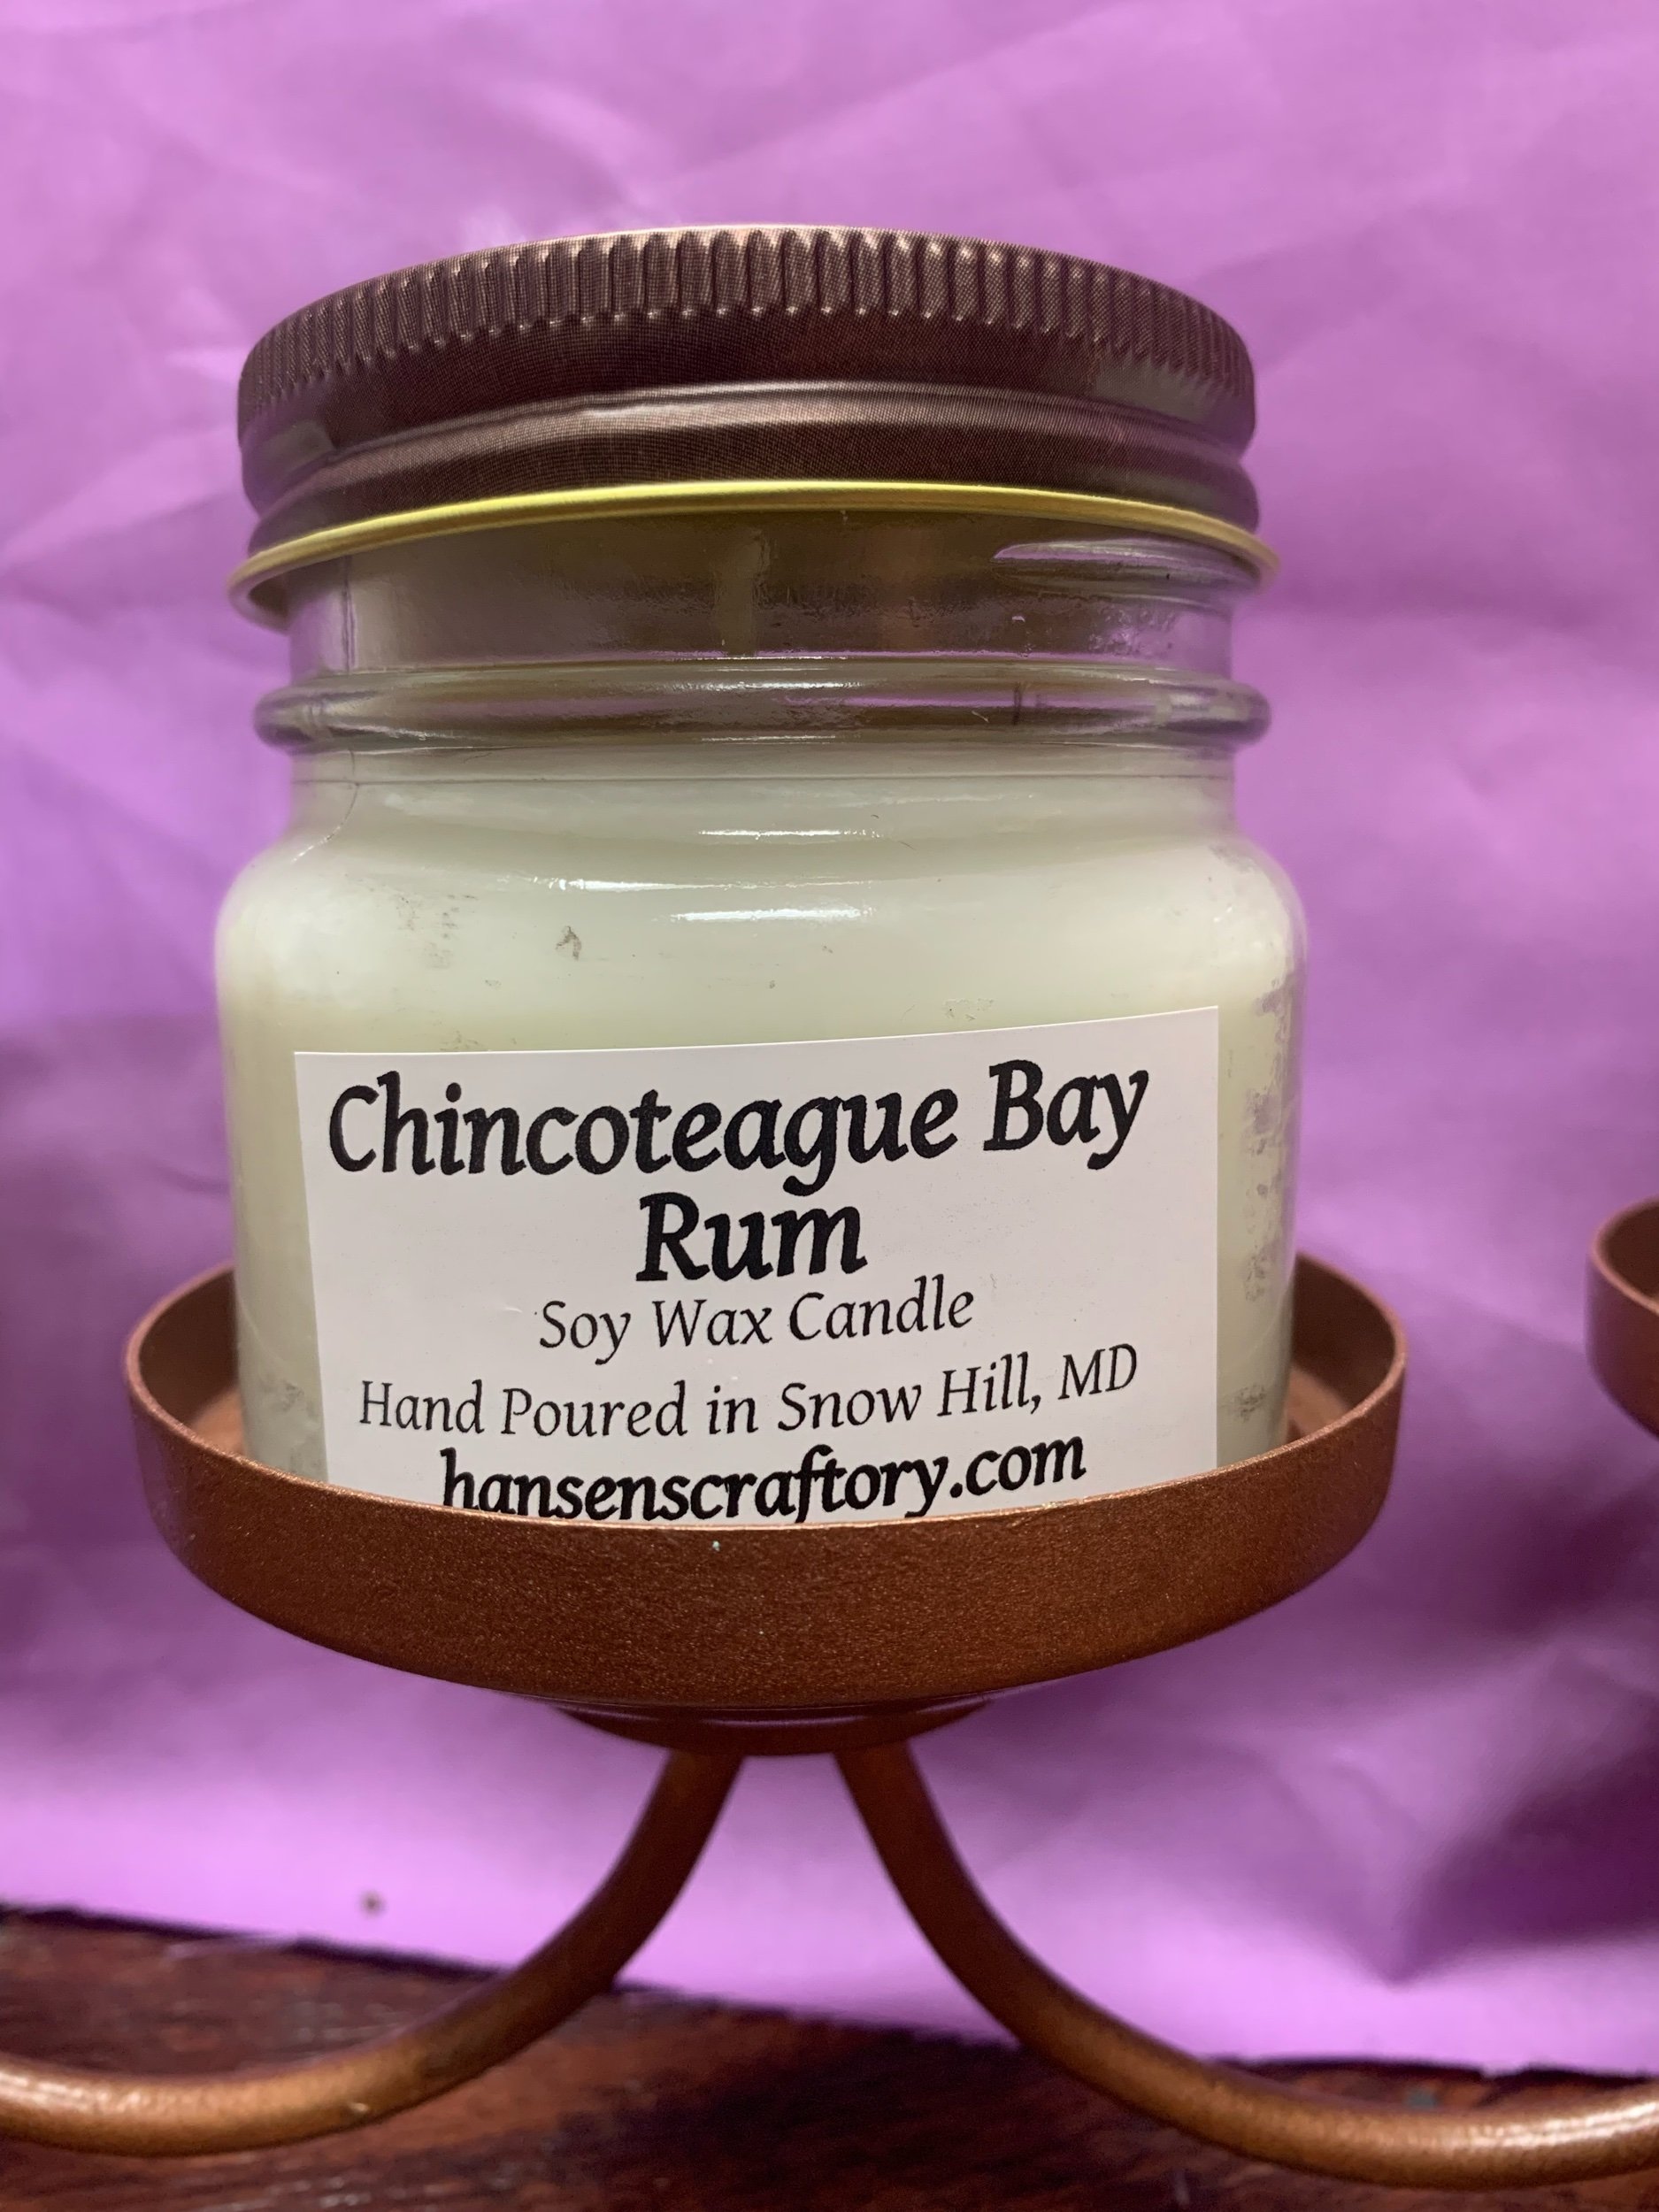 Chincoteague Bay
Rum
Soy Wax Candle
Hand Poured in Snow Hill, MD
hansenscraftory.com